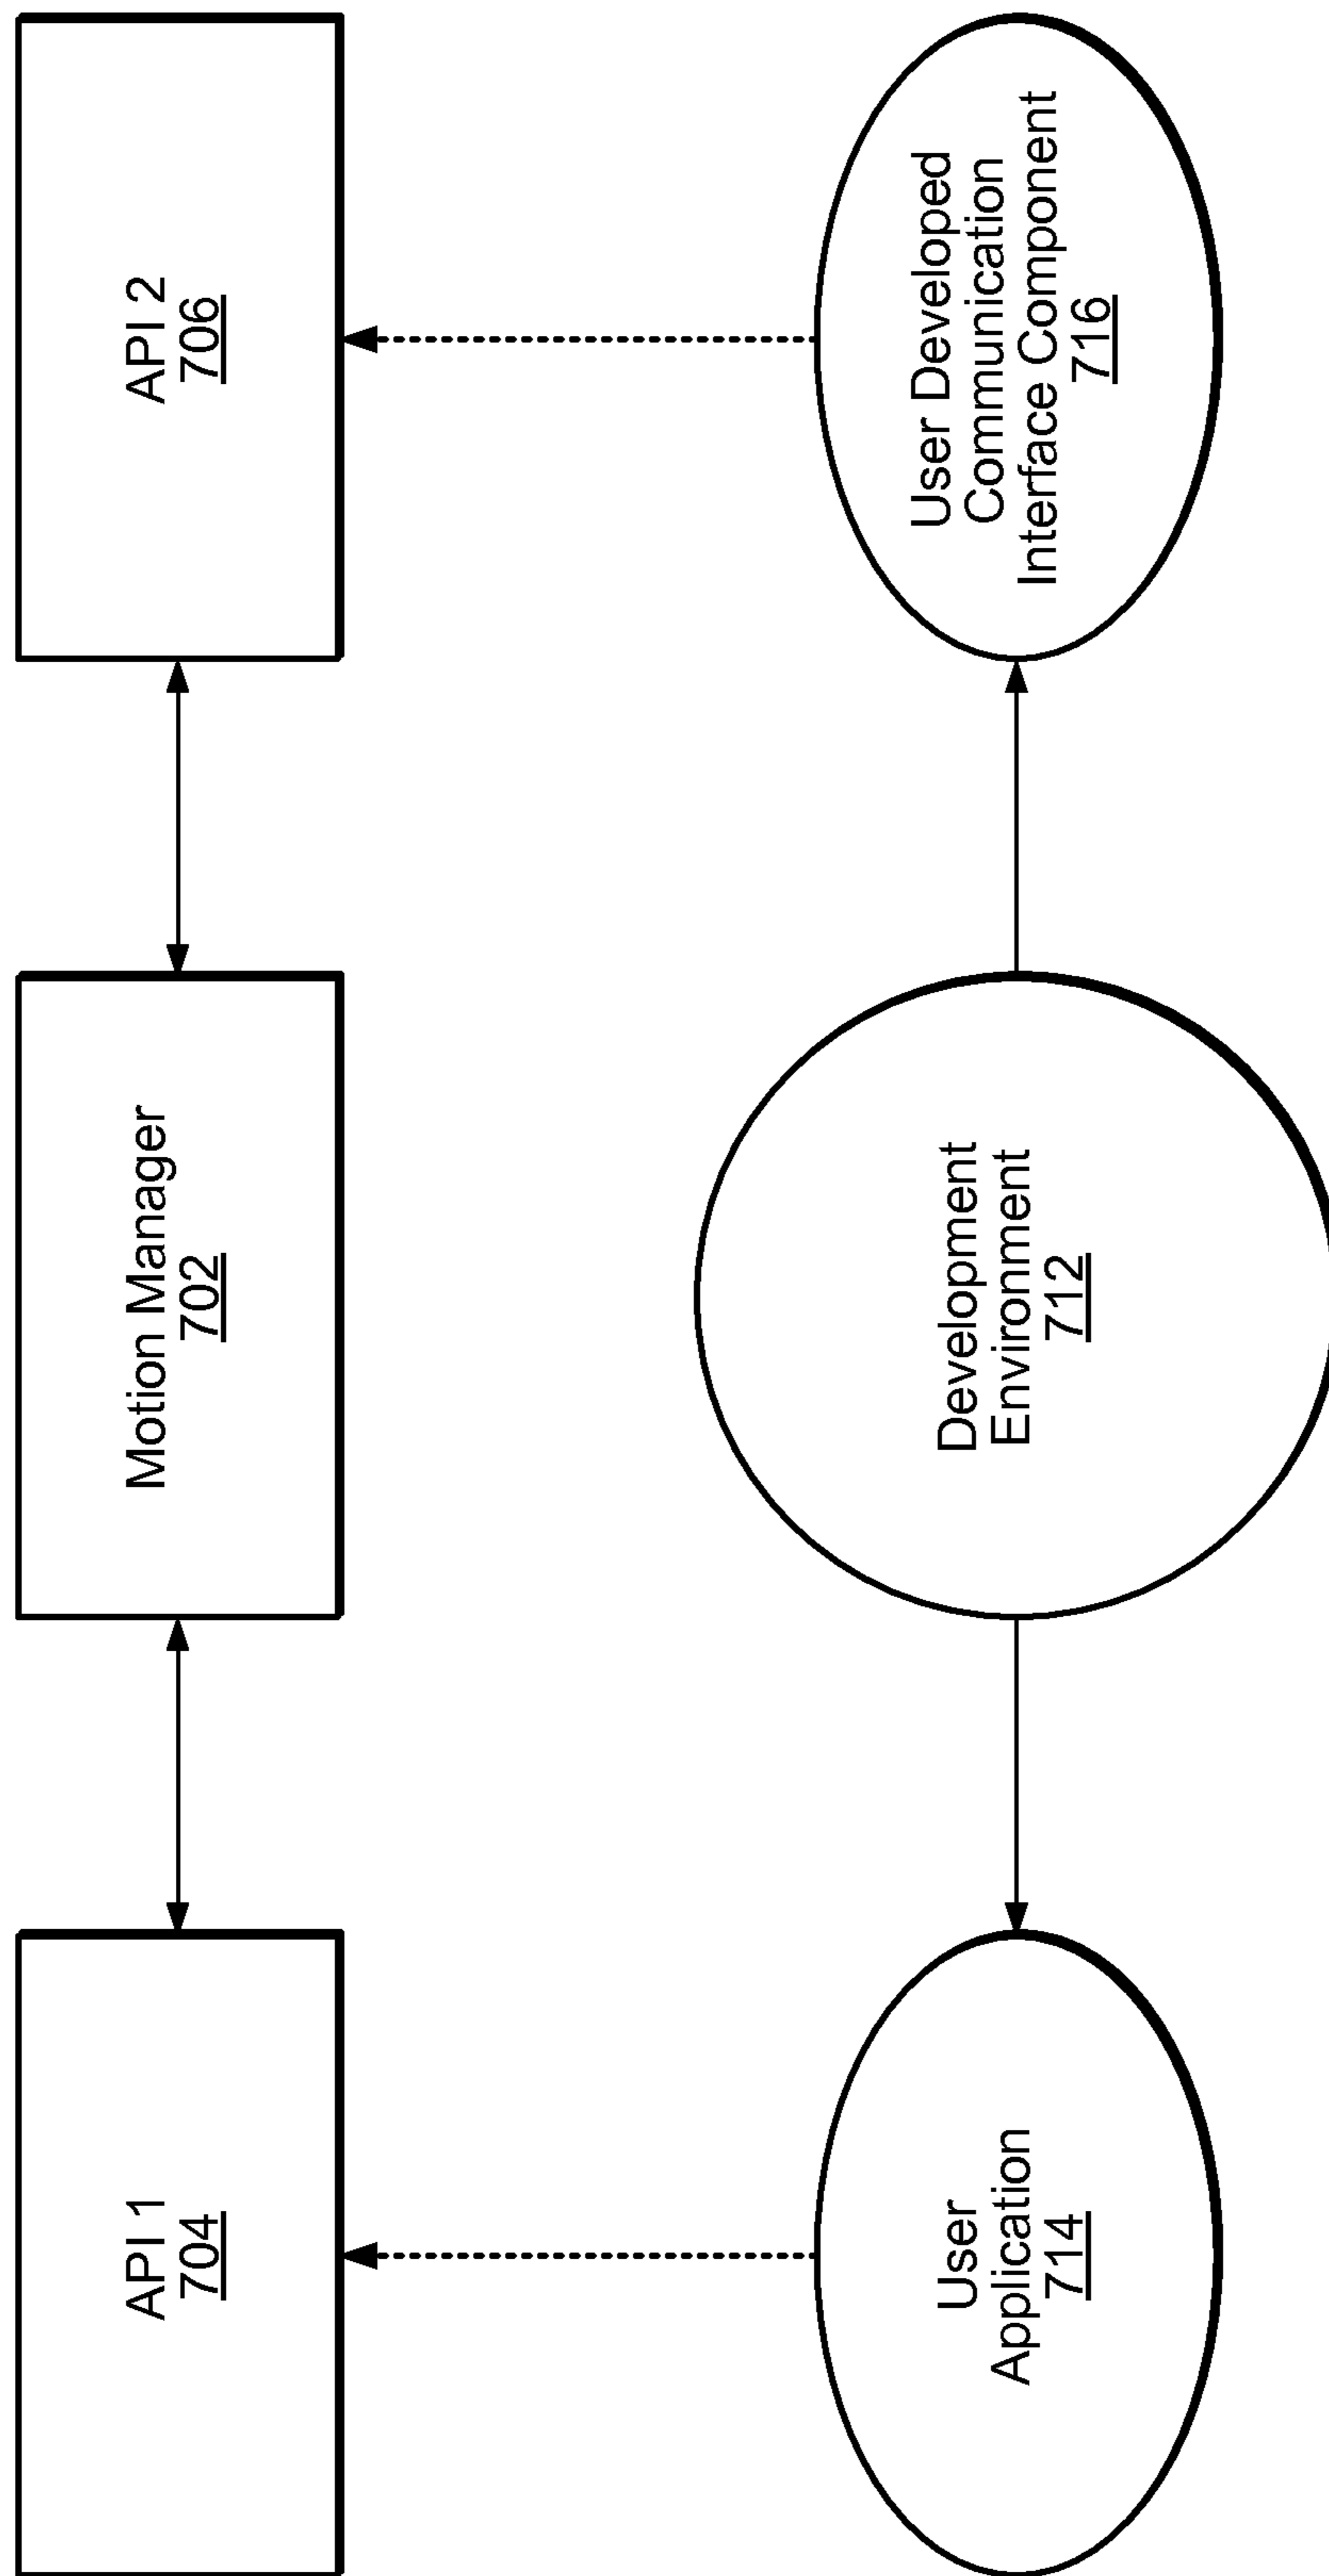 API 1
704
Motion Manager
702
API 2
706
User
Application
714
Development
Environment
712
User Developed
Communication
Interface Component
716